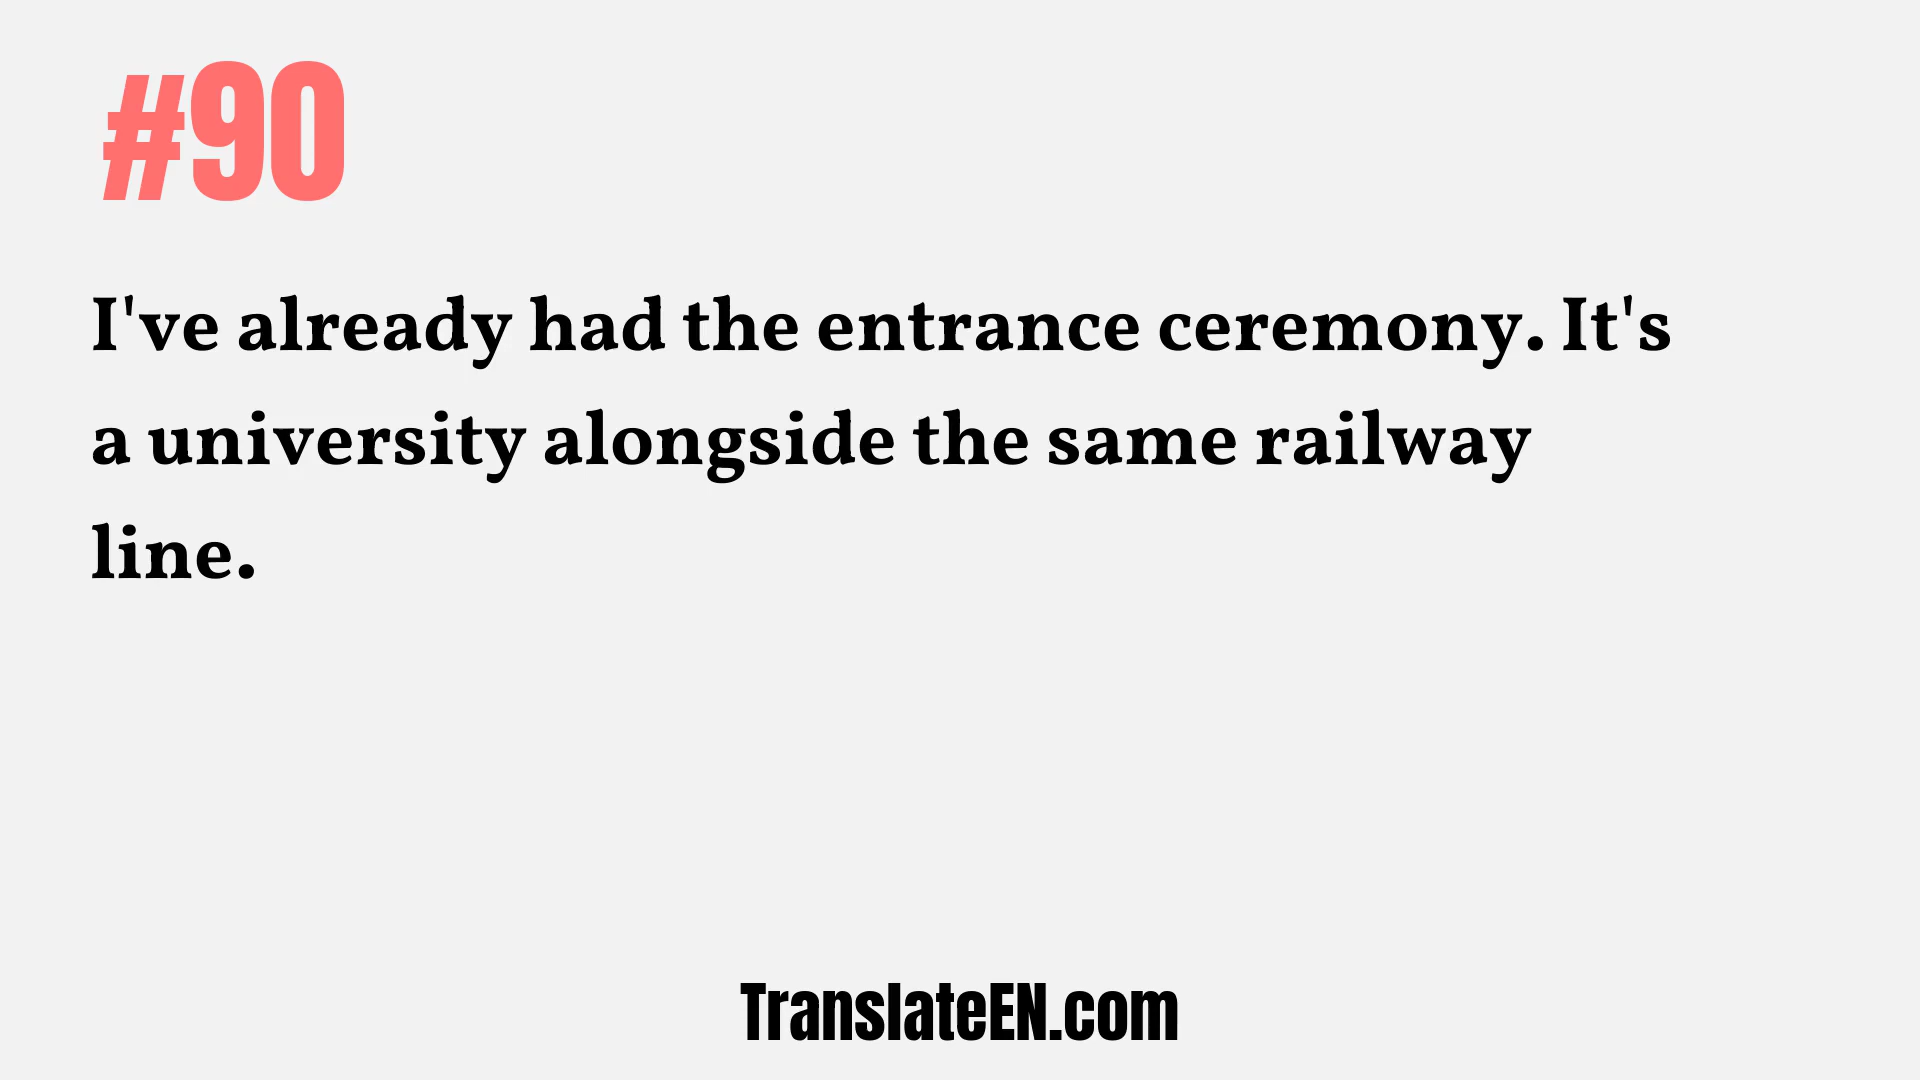 #90
I've already had the entrance ceremony. It's
a university alongside the same railway
line.
TranslateEN.com